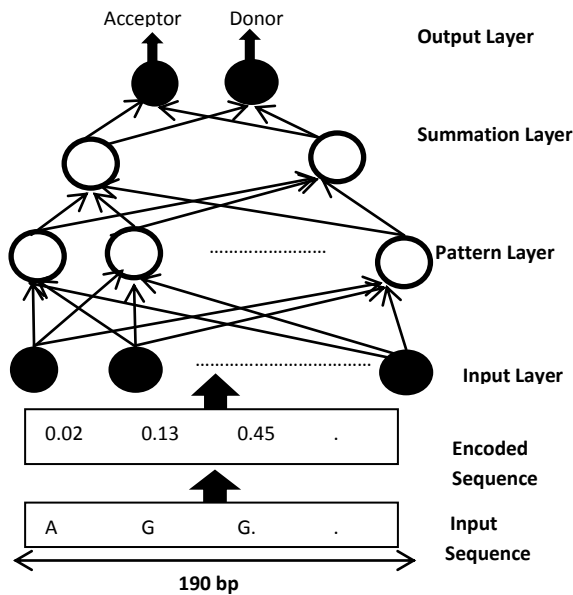 Acceptor Donor
Output Layer
Summation Layer
Pattern Layer
Input Layer
0.02 0.13 0.45 .
Encoded
Sequence
A G G. .
Input
Sequence
190 bp